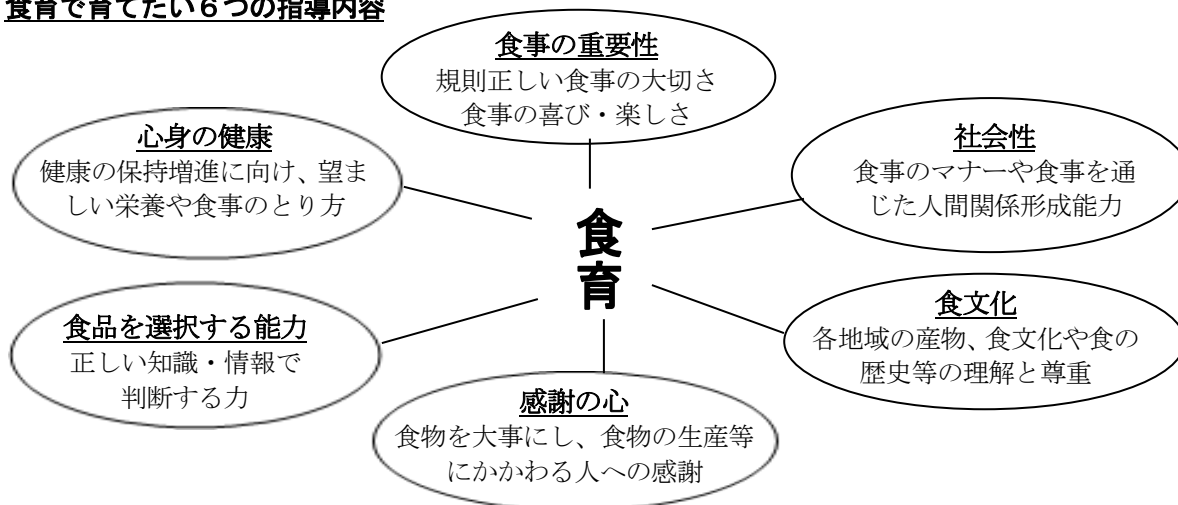 食育で育てたい6つの指導内容
食事の重要性
規則正しい食事の大切さ
食事の喜び・楽しさ
心身の健康
健康の保持増進に向け、望ま
しい栄養や食事のとり方
社会性
食事のマナーや食事を通
じた人間関係形成能力
食育
食品を選択する能力
正しい知識・情報で
判断する力
食文化
各地域の産物、食文化や食の
歴史等の理解と尊重
感謝の心
食物を大事にし、食物の生産等
にかかわる人への感謝